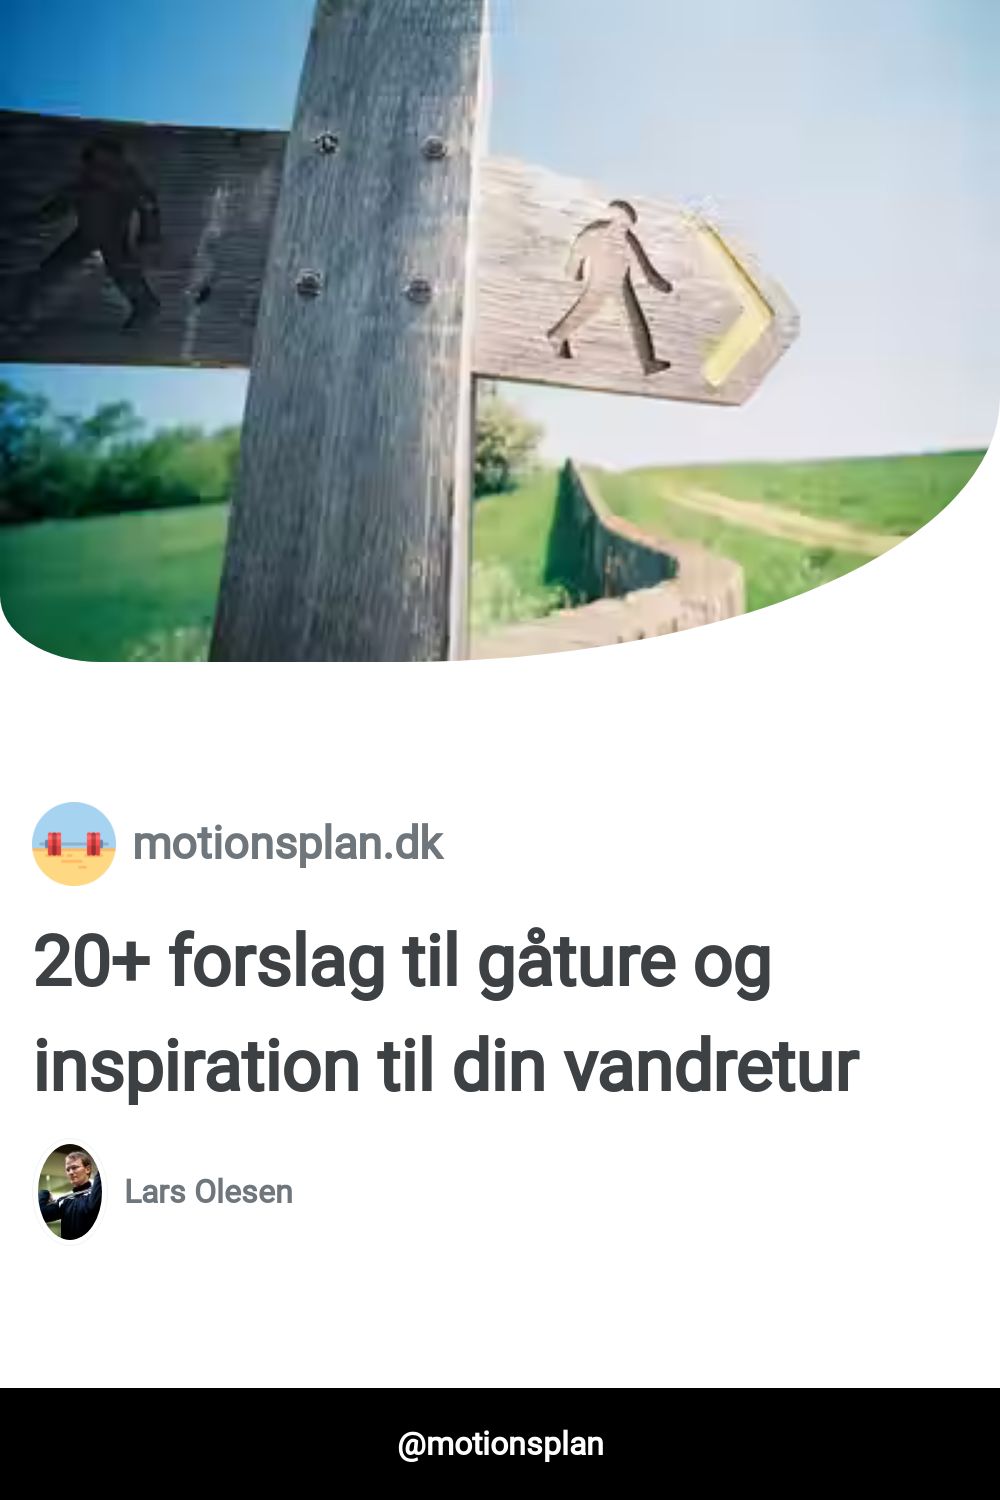 motionsplan.dk
20+ forslag til gåture og
inspiration til din vandretur
Lars Olesen
@motionsplan